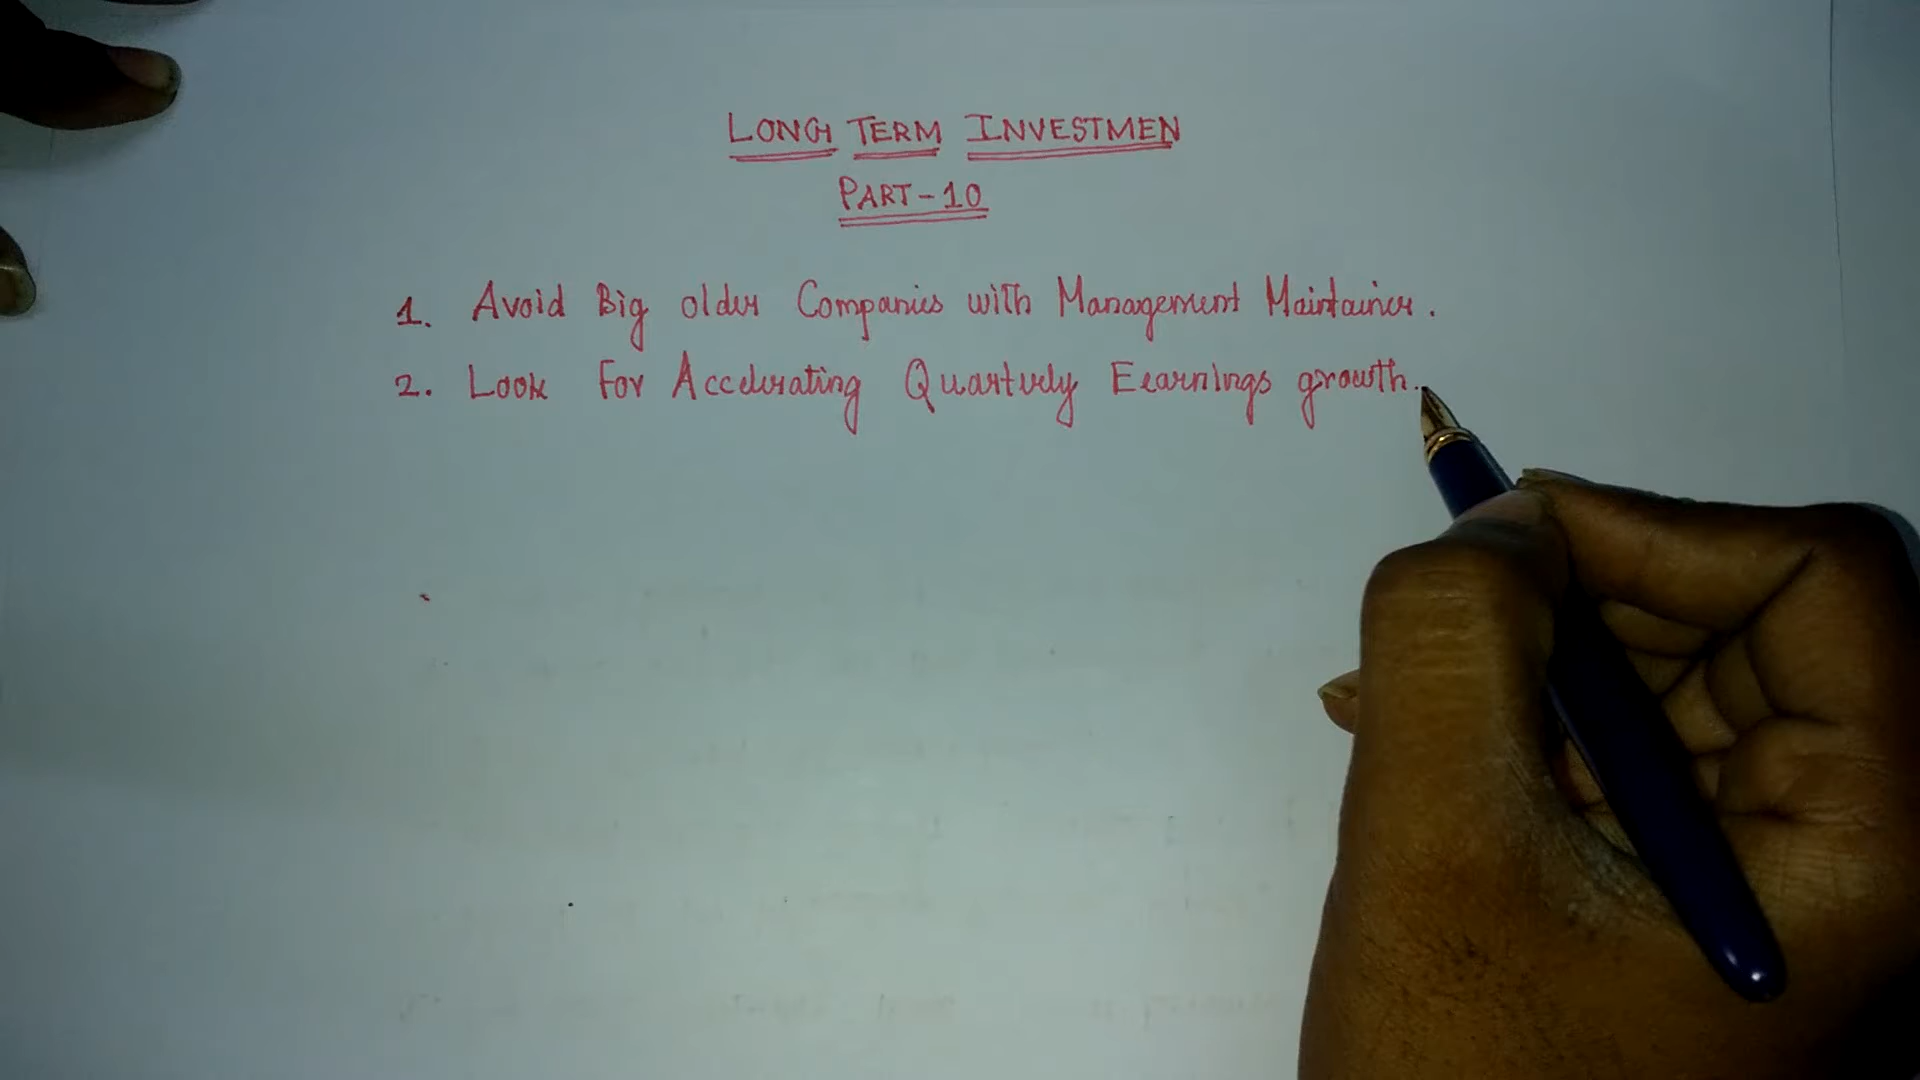 LONG TERM INVESTMEN
PART-10
1. Avoid Big older Companies with Management Maintainer.
2. Look For Accelerating Quarterly Eearnings growth.